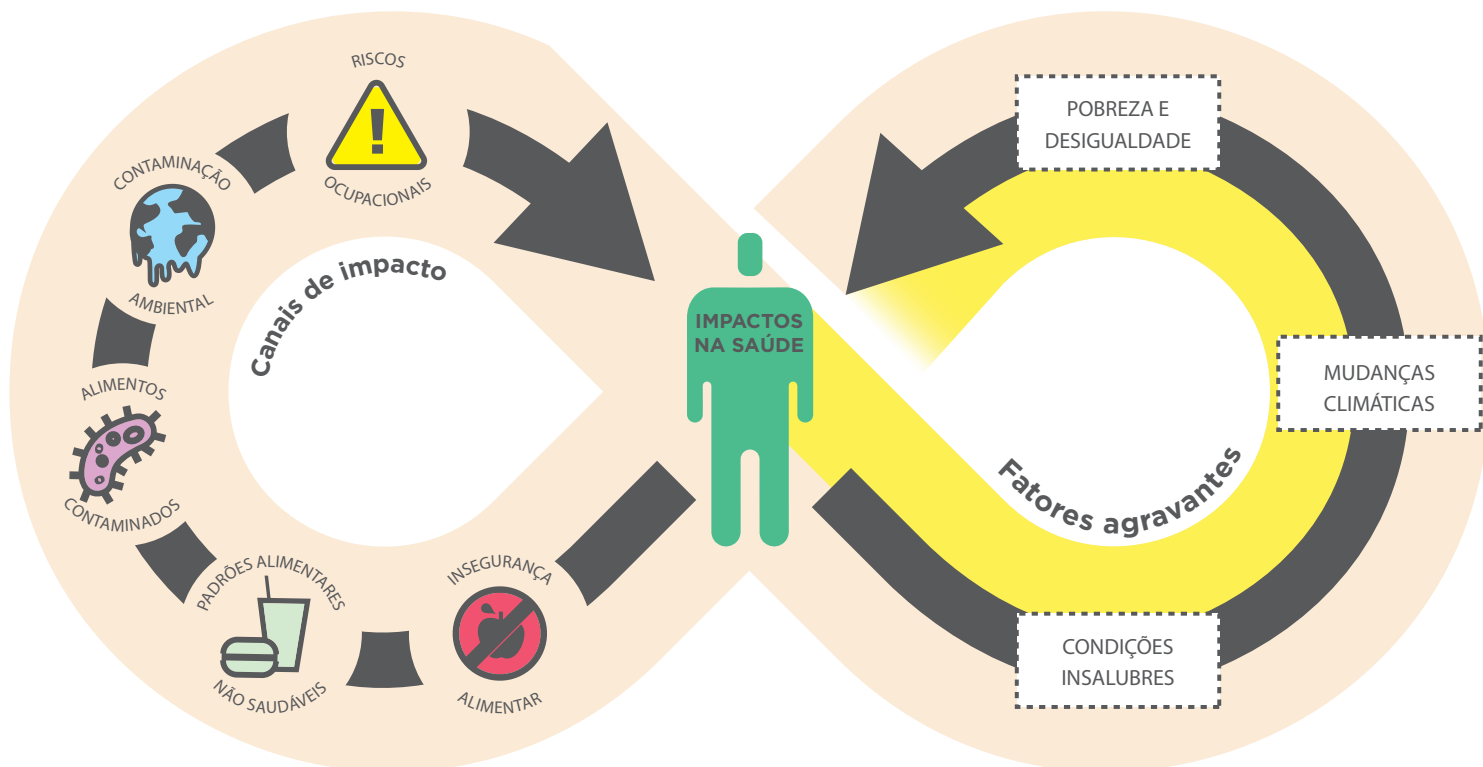 RISCOS
OCUPACIONAIS
CONTAMINAÇÃO
AMBIENTAL
ALIMENTOS
CONTAMINADOS
PADRÕES ALIMENTARES
NÃO SAUDÁVEIS
INSEGURANÇA
ALIMENTAR
Canais de impacto
IMPACTOS
NA SAÚDE
POBREZA E
DESIGUALDADE
MUDANÇAS
CLIMÁTICAS
CONDIÇÕES
INSALUBRES
Fatores agravantes